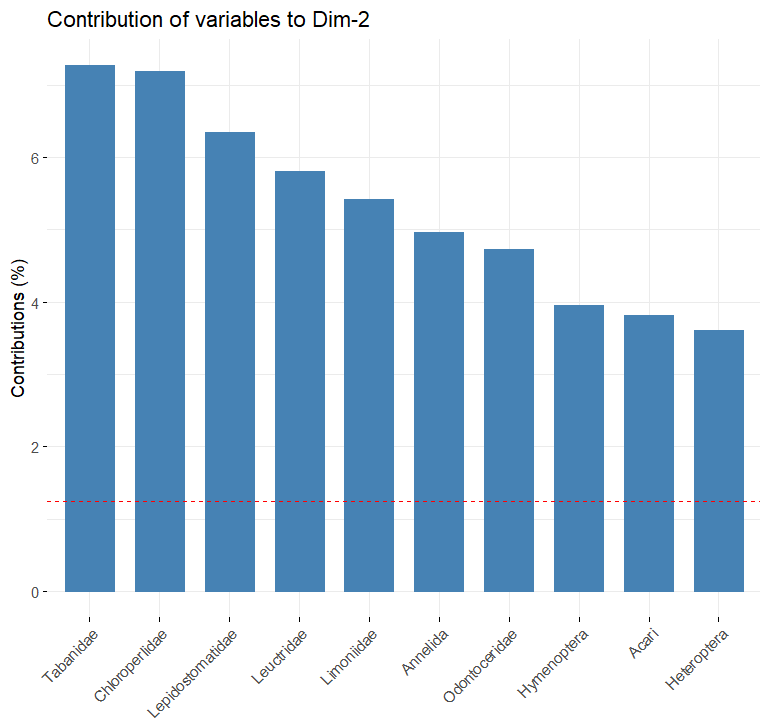 Contribution of variables to Dim-2
Contributions (%)
6
4
2
0
Tabanidae
Chloroperlidae
Lepidostomatidae
Leuctridae
Limoniidae
Annelida
Odontoceridae
Hymenoptera
Acari
Heteroptera